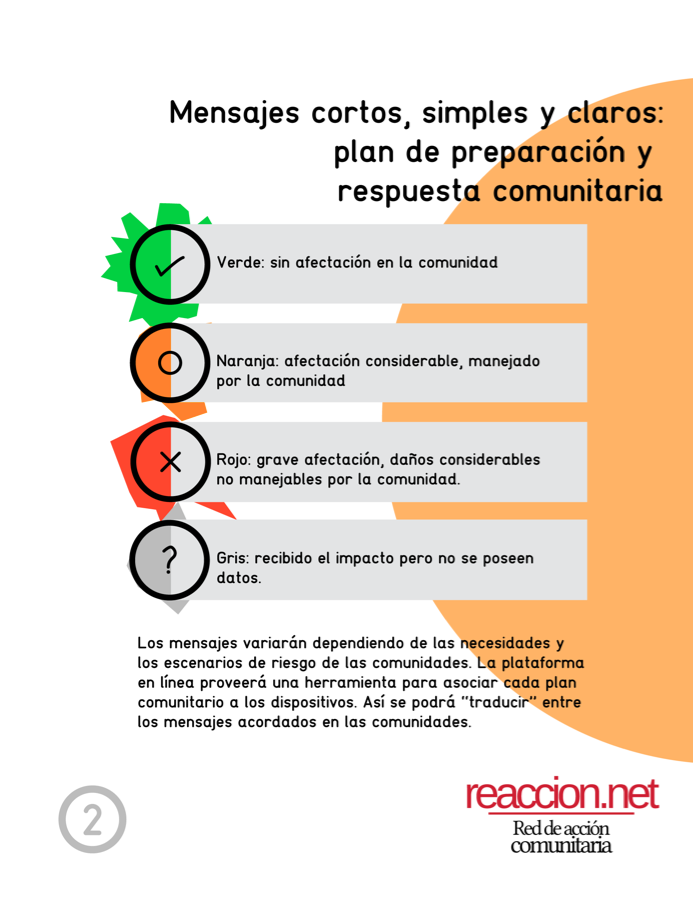 Mensajes cortos, simples y claros:
plan de preparación y
respuesta comunitaria
Verde: sin afectación en la comunidad
Naranja: afectación considerable, manejado
por la comunidad
Rojo: grave afectación, daños considerables
no manejables por la comunidad.
?
Gris: recibido el impacto pero no se poseen
datos.
Los mensajes variarán dependiendo de las necesidades y
los escenarios de riesgo de las comunidades. La plataforma
en línea proveerá una herramienta para asociar cada plan
comunitario a los dispositivos. Así se podrá "traducir" entre
los mensajes acordados en las comunidades.
2
reaccion.net
Red de acción
comunitaria